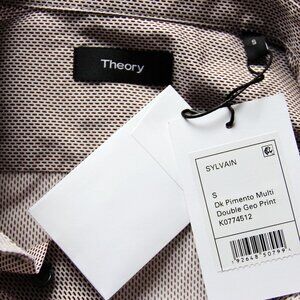 Theory
S
SYLVAIN
S
Dk Pimento Multi
Double Geo Print
K0774512